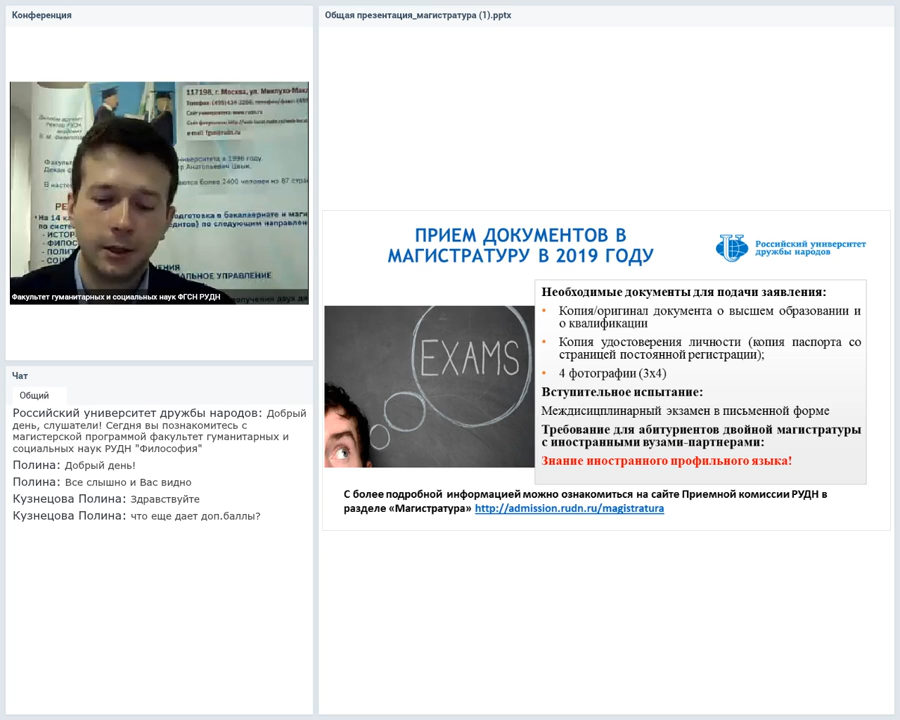 Конференция
117198, г. Москва, ул. Миклухо-Макл
Факультет гуманитарных и социальных наук ФГСН РУДН
Чат
Общий
Российский университет дружбы народов: Добрый
день, слушатели! Сегдня вы познакомитесь с
магистерской программой факультет гуманитарных и
социальных наук РУДН "Философия"
Полина: Добрый день!
Полина: Все слышно и Вас видно
Кузнецова Полина: Здравствуйте
Кузнецова Полина: что еще дает доп.баллы?
Общая презентация_магистратура (1).pptx
ПРИЕМ ДОКУМЕНТОВ В
МАГИСТРАТУРУ В 2019 ГОДУ
Российский университет
дружбы народов
EXAMS
Необходимые документы для подачи заявления:
• Копия/оригинал документа о высшем образовании и
о квалификации
• Копия удостоверения личности (копия паспорта со
страницей постоянной регистрации);
• 4 фотографии (3x4)
Вступительное испытание:
Междисицплинарный экзамен в письменной форме
Требование для абитуриентов двойной магистратуры
с иностранными вузами-партнерами:
Знание иностранного профильного языка!
С более подробной информацией можно ознакомиться на сайте Приемной комиссии РУДН в
разделе «Магистратура» http://admission.rudn.ru/magistratura